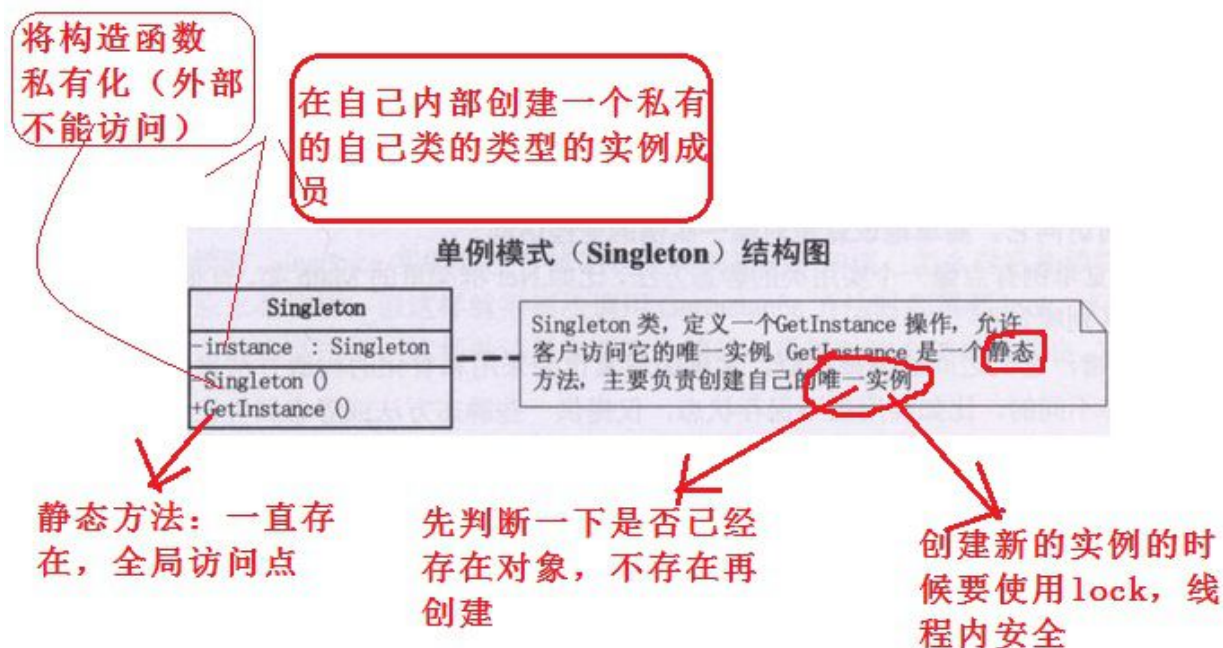 将构造函数
私有化（外部
不能访问）
在自己内部创建一个私有
的自己类的类型的实例成
员
单例模式（Singleton）结构图
Singleton
-instance : Singleton
-Singleton()
+GetInstance()
Singleton 类，定义一个GetInstance 操作，允许
客户访问它的唯一实例。GetInstance 是一个静态
方法，主要负责创建自己的唯一实例
静态方法：一直存
在，全局访问点
先判断一下是否已经
存在对象，不存在再
创建
创建新的实例的时
候要使用lock，线
程内安全